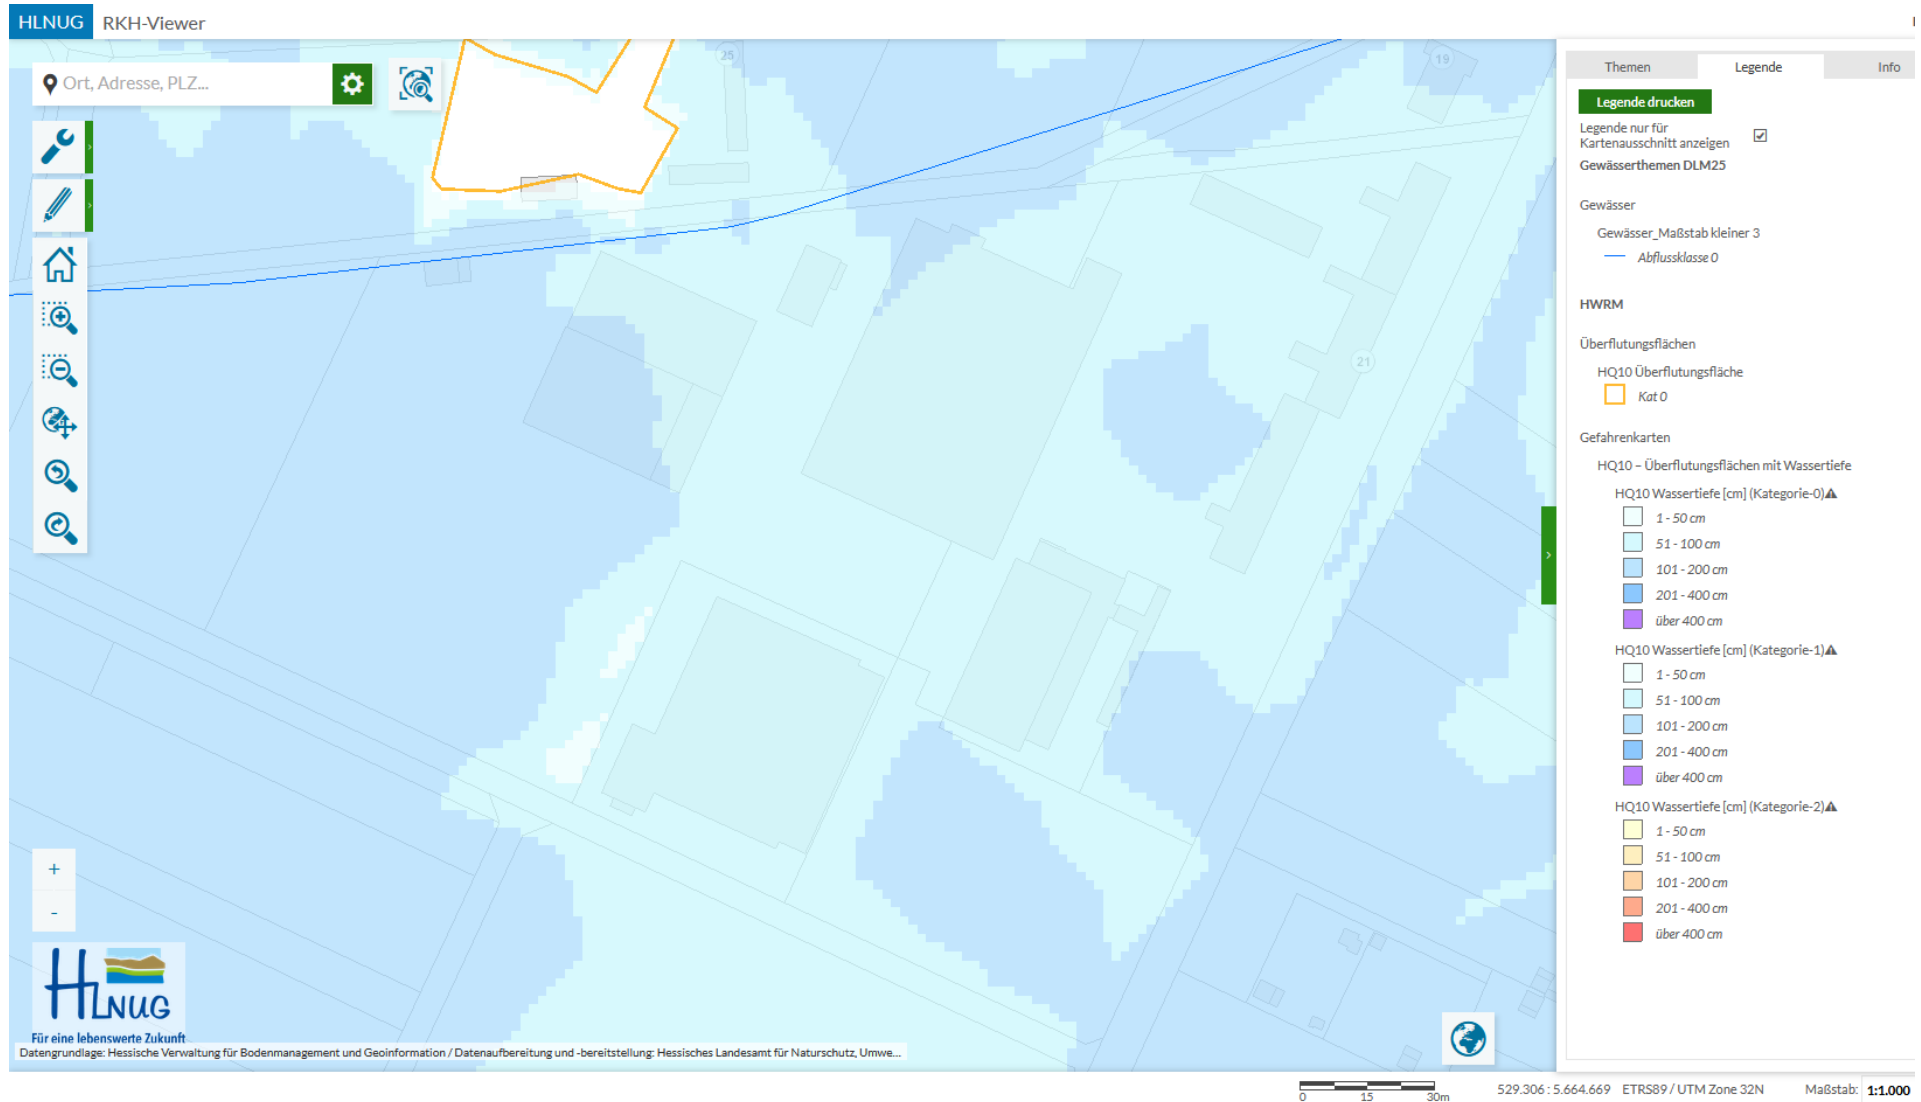 HLNUG RKH-Viewer
Ort, Adresse, PLZ...
25
19
21
Themen Legende Info
Legende drucken
Legende nur für
Kartenausschnitt anzeigen
Gewässerthemen DLM25
Gewässer
Gewässer_Maßstab kleiner 3
Abflussklasse 0
HWRM
Überflutungsflächen
HQ10 Überflutungsfläche
Kat 0
Gefahrenkarten
HQ10 – Überflutungsflächen mit Wassertiefe
HQ10 Wassertiefe [cm] (Kategorie-0)
1 - 50 cm
51 - 100 cm
101 - 200 cm
201 - 400 cm
über 400 cm
HQ10 Wassertiefe [cm] (Kategorie-1)
1 - 50 cm
51 - 100 cm
101 - 200 cm
201 - 400 cm
über 400 cm
HQ10 Wassertiefe [cm] (Kategorie-2)
1 - 50 cm
51 - 100 cm
101 - 200 cm
201 - 400 cm
über 400 cm
+
-
HLNUG
Für eine lebenswerte Zukunft
Datengrundlage: Hessische Verwaltung für Bodenmanagement und Geoinformation / Datenaufbereitung und -bereitstellung: Hessisches Landesamt für Naturschutz, Umwe...
0 15 30m
529.306 : 5.664.669 ETRS89 / UTM Zone 32N Maßstab: 1:1.000